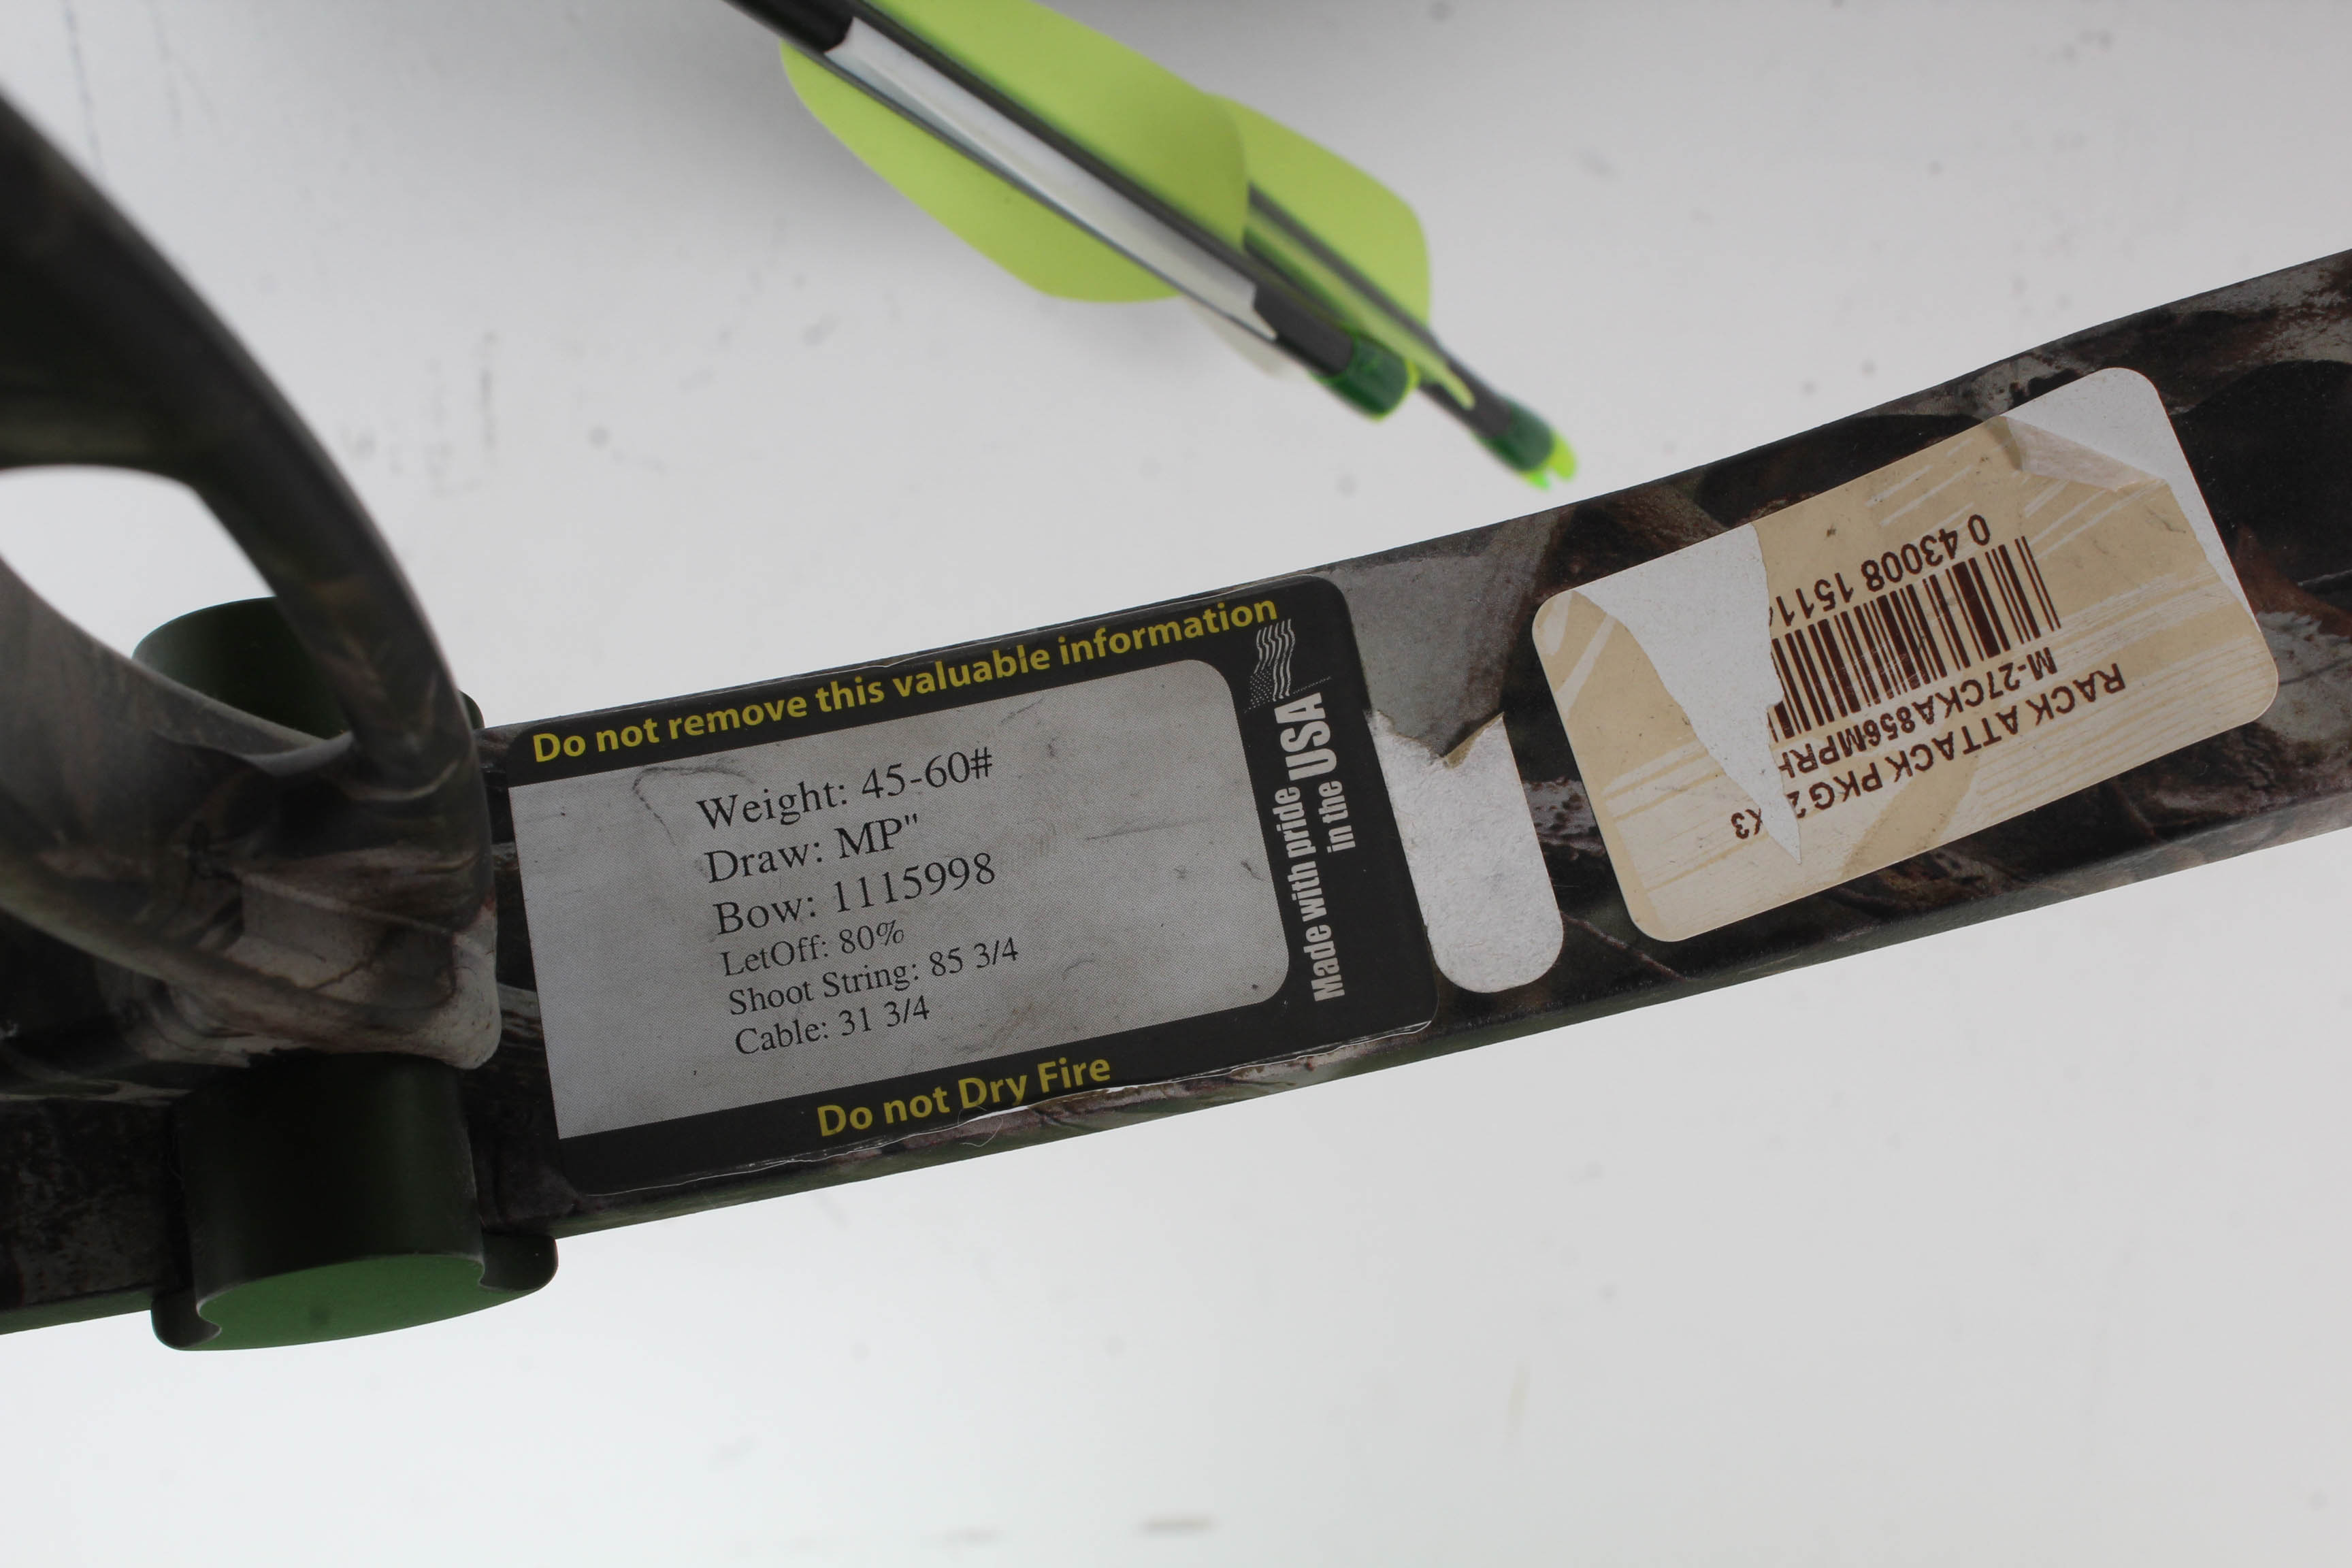 Do not remove this valuable information
Weight: 45-60#
Draw: MP"
Bow: 1115998
LetOff: 80%
Shoot String: 85 3/4
Cable: 31 3/4
Do not Dry Fire
Made with pride
in the USA
RACK ATTACK PKG
M-27CKA856MPRH
0 43008 1511